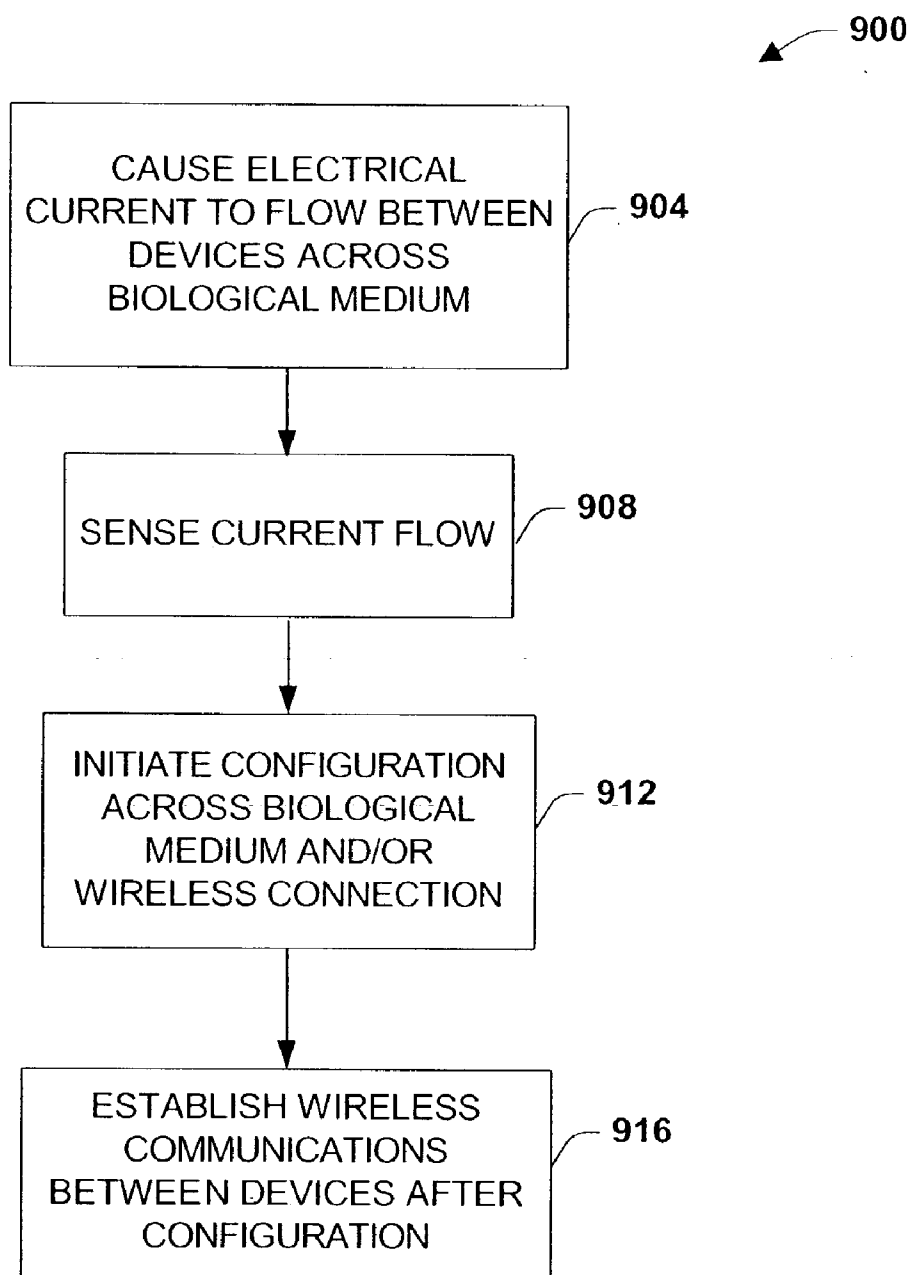 900
CAUSE ELECTRICAL
CURRENT TO FLOW BETWEEN
DEVICES ACROSS
BIOLOGICAL MEDIUM
904
SENSE CURRENT FLOW
908
INITIATE CONFIGURATION
ACROSS BIOLOGICAL
MEDIUM AND/OR
WIRELESS CONNECTION
912
ESTABLISH WIRELESS
COMMUNICATIONS
BETWEEN DEVICES AFTER
CONFIGURATION
916